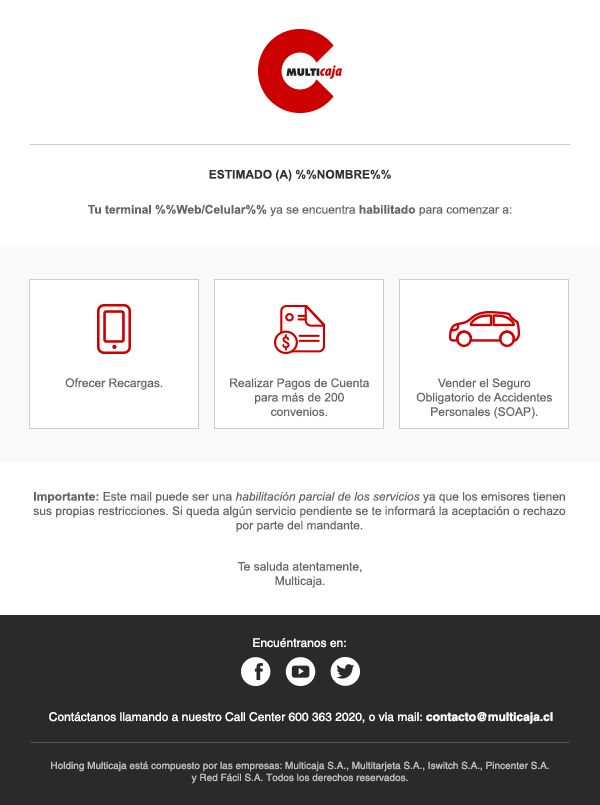 MULTIcaja
ESTIMADO (A) %%NOMBRE%%
Tu terminal %%Web/Celular%% ya se encuentra habilitado para comenzar a:
Ofrecer Recargas.
Realizar Pagos de Cuenta
para más de 200
convenios.
$
Vender el Seguro
Obligatorio de Accidentes
Personales (SOAP).
Importante: Este mail puede ser una habilitación parcial de los servicios ya que los emisores tienen
sus propias restricciones. Si queda algún servicio pendiente se te informará la aceptación o rechazo
por parte del mandante.
Te saluda atentamente,
Multicaja.
Encuéntranos en:
Contáctanos llamando a nuestro Call Center 600 363 2020, o via mail: contacto@multicaja.cl
Holding Multicaja está compuesto por las empresas: Multicaja S.A., Multitarjeta S.A., Iswitch S.A., Pincenter S.A.
y Red Fácil S.A. Todos los derechos reservados.